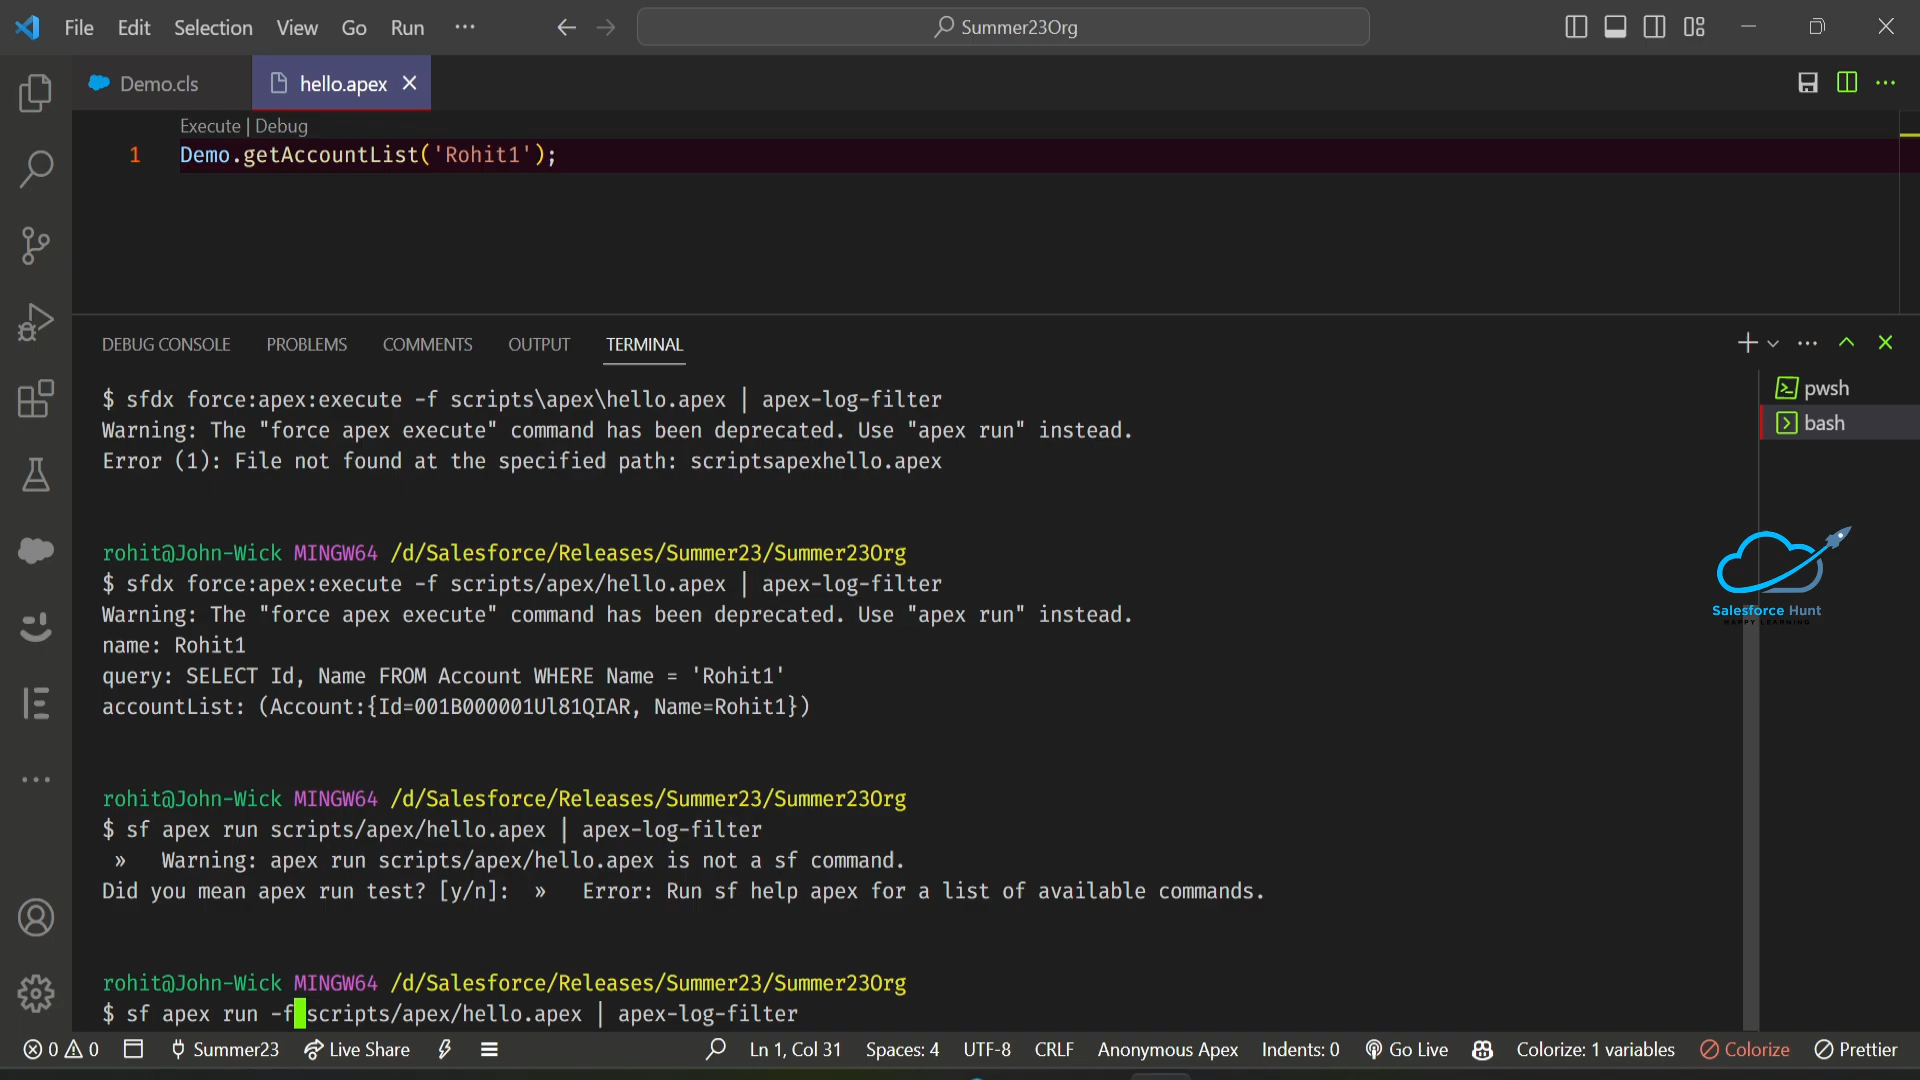 File Edit Selection View Go Run ··· Summer23Org
Demo.cls hello.apex
Execute | Debug
1 Demo.getAccountList('Rohit1');
DEBUG CONSOLE PROBLEMS COMMENTS OUTPUT TERMINAL
pwsh
bash
$ sfdx force:apex:execute -f scripts\apex\hello.apex | apex-log-filter
Warning: The "force apex execute" command has been deprecated. Use "apex run" instead.
Error (1): File not found at the specified path: scriptsapexhello.apex
rohit@John-Wick MINGW64 /d/Salesforce/Releases/Summer23/Summer23Org
$ sfdx force:apex:execute -f scripts/apex/hello.apex | apex-log-filter
Warning: The "force apex execute" command has been deprecated. Use "apex run" instead.
name: Rohit1
query: SELECT Id, Name FROM Account WHERE Name = 'Rohit1'
accountList: (Account:{Id=001B000001Ul81QIAR, Name=Rohit1})
Salesforce Hunt
HAPPY LEARNING
rohit@John-Wick MINGW64 /d/Salesforce/Releases/Summer23/Summer23Org
$ sf apex run scripts/apex/hello.apex | apex-log-filter
» Warning: apex run scripts/apex/hello.apex is not a sf command.
Did you mean apex run test? [y/n]: » Error: Run sf help apex for a list of available commands.
rohit@John-Wick MINGW64 /d/Salesforce/Releases/Summer23/Summer23Org
$ sf apex run -f scripts/apex/hello.apex | apex-log-filter
0 0 Summer23 Live Share Ln 1, Col 31 Spaces: 4 UTF-8 CRLF Anonymous Apex Indents: 0 Go Live Colorize: 1 variables Colorize Prettier